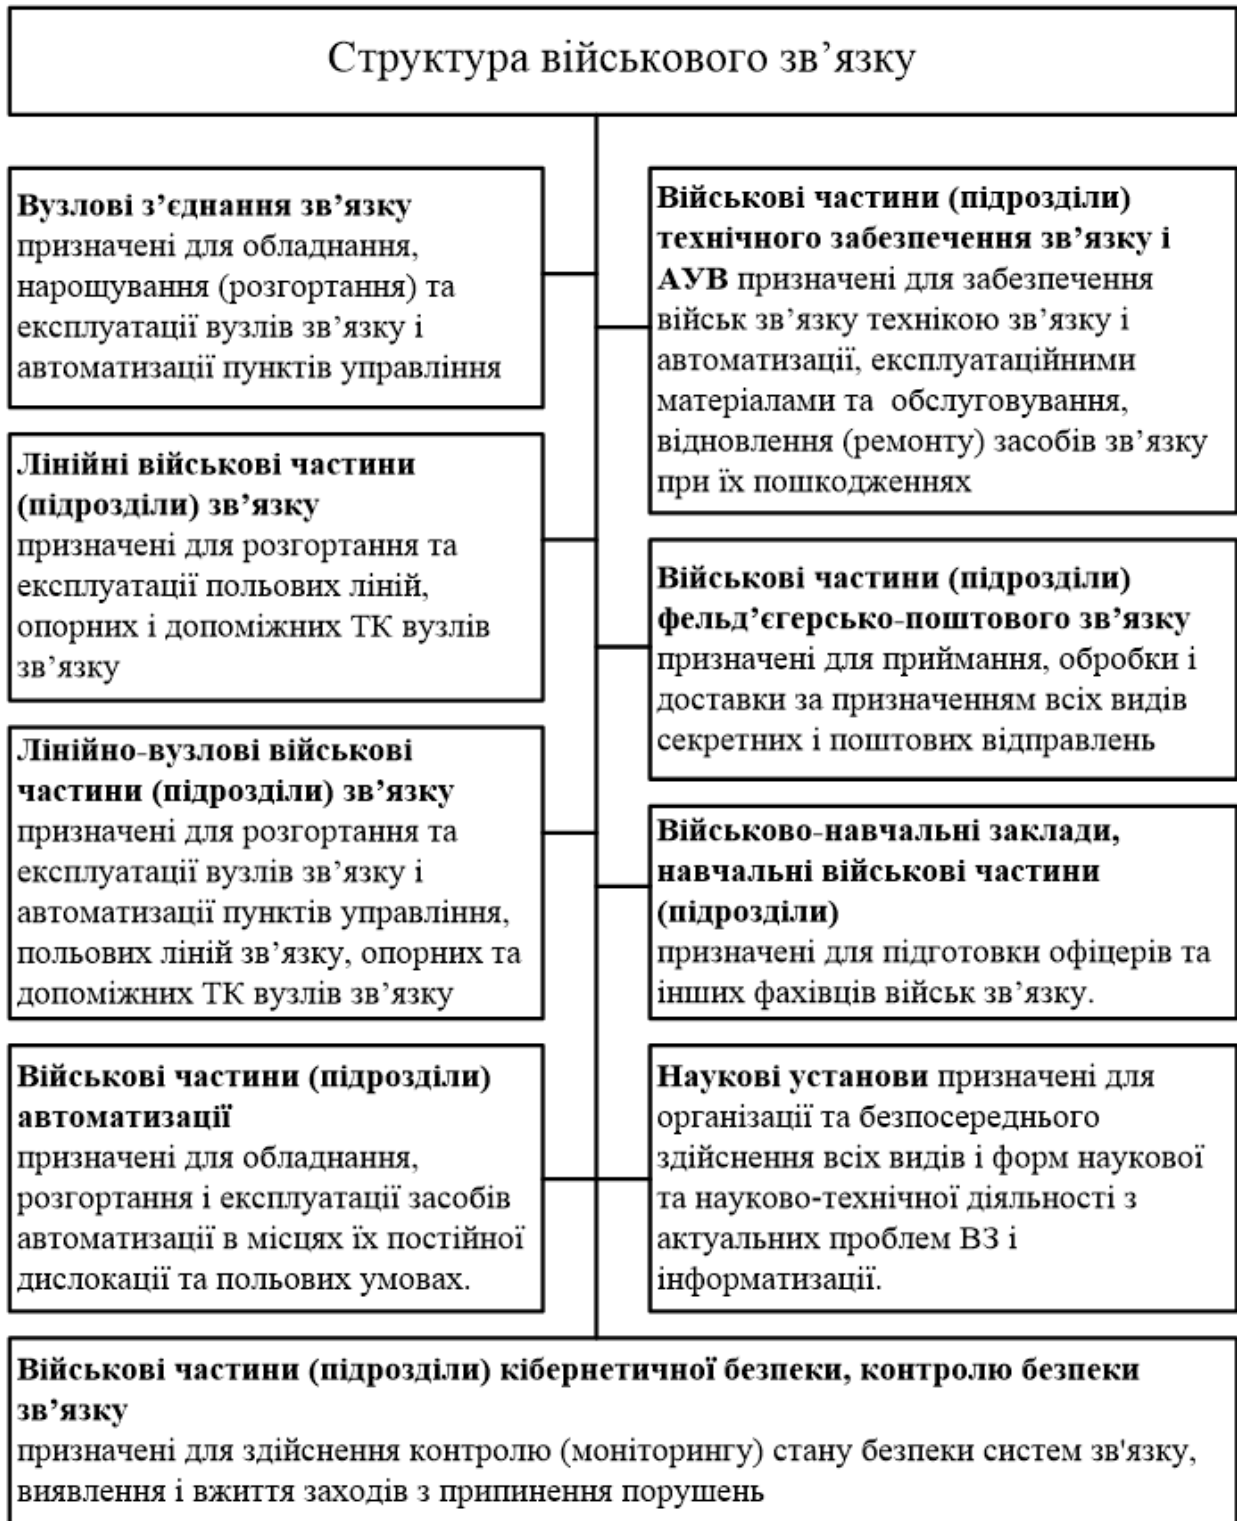 Структура військового зв’язку
Вузлові з’єднання зв’язку
призначені для обладнання,
нарощування (розгортання) та
експлуатації вузлів зв’язку і
автоматизації пунктів управління
Лінійні військові частини
(підрозділи) зв’язку
призначені для розгортання та
експлуатації польових ліній,
опорних і допоміжних ТК вузлів
зв’язку
Лінійно-вузлові військові
частини (підрозділи) зв’язку
призначені для розгортання та
експлуатації вузлів зв’язку і
автоматизації пунктів управління,
польових ліній зв’язку, опорних та
допоміжних ТК вузлів зв’язку
Військові частини (підрозділи)
автоматизації
призначені для обладнання,
розгортання і експлуатації засобів
автоматизації в місцях їх постійної
дислокації та польових умовах.
Військові частини (підрозділи)
технічного забезпечення зв’язку і
АУВ призначені для забезпечення
військ зв’язку технікою зв’язку і
автоматизації, експлуатаційними
матеріалами та обслуговування,
відновлення (ремонту) засобів зв’язку
при їх пошкодженнях
Військові частини (підрозділи)
фельд’єгерсько-поштового зв’язку
призначені для приймання, обробки і
доставки за призначенням всіх видів
секретних і поштових відправлень
Військово-навчальні заклади,
навчальні військові частини
(підрозділи)
призначені для підготовки офіцерів та
інших фахівців військ зв’язку.
Наукові установи призначені для
організації та безпосереднього
здійснення всіх видів і форм наукової
та науково-технічної діяльності з
актуальних проблем ВЗ і
інформатизації.
Військові частини (підрозділи) кібернетичної безпеки, контролю безпеки
зв’язку
призначені для здійснення контролю (моніторингу) стану безпеки систем зв'язку,
виявлення і вжиття заходів з припинення порушень